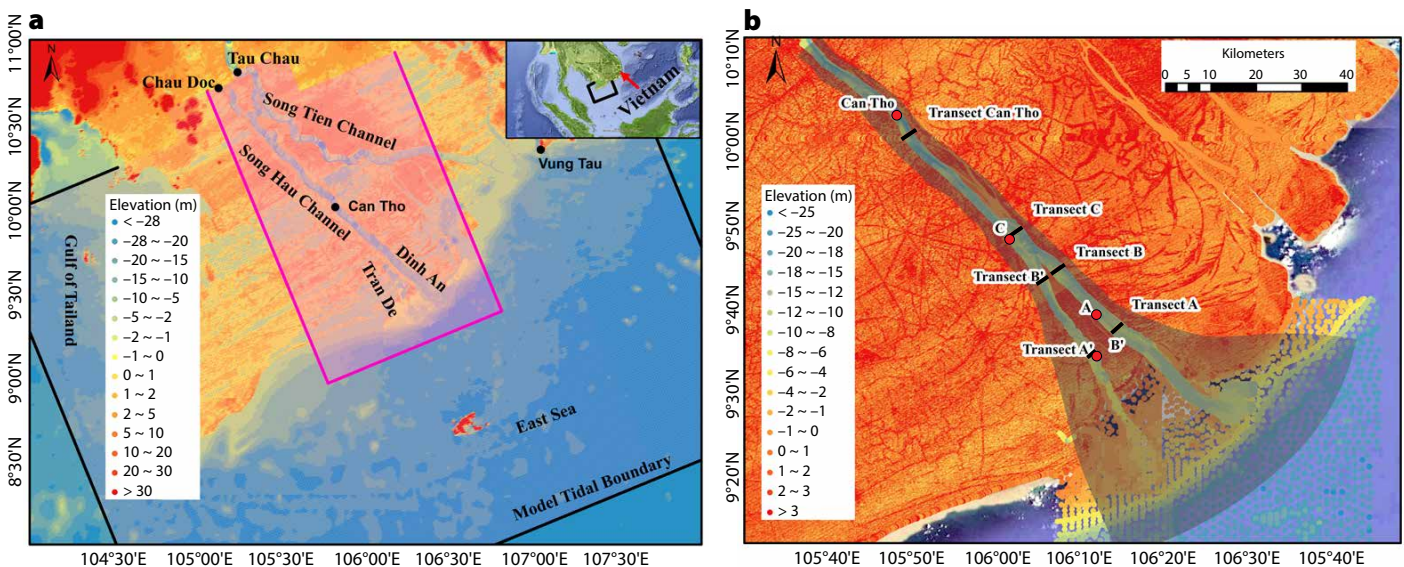 a
N
11°00'N
10°30'N
10°00'N
9°30'N
9°00'N
8°30'N
Tau Chau
Chau Doc
Song Tien Channel
Song Hau Channel
Can Tho
Dinh An
Tran De
Vung Tau
Vietnam
Gulf of Tailand
East Sea
Model Tidal Boundary
Elevation (m)
< –28
–28 ~ –20
–20 ~ –15
–15 ~ –10
–10 ~ –5
–5 ~ –2
–2 ~ –1
–1 ~ 0
0 ~ 1
1 ~ 2
2 ~ 5
5 ~ 10
10 ~ 20
20 ~ 30
> 30
104°30'E 105°00'E 105°30'E 106°00'E 106°30'E 107°00'E 107°30'E
b
N
10°10'N
10°00'N
9°50'N
9°40'N
9°30'N
9°20'N
Kilometers
0 5 10 20 30 40
Can Tho
Transect Can Tho
Transect C
C
Transect B
Transect B'
A
Transect A
B'
Transect A'
Elevation (m)
< –25
–25 ~ –20
–20 ~ –18
–18 ~ –15
–15 ~ –12
–12 ~ –10
–10 ~ –8
–8 ~ –6
–6 ~ –4
–4 ~ –2
–2 ~ –1
–1 ~ 0
0 ~ 1
1 ~ 2
2 ~ 3
> 3
105°40'E 105°50'E 106°00'E 106°10'E 106°20'E 106°30'E 105°40'E